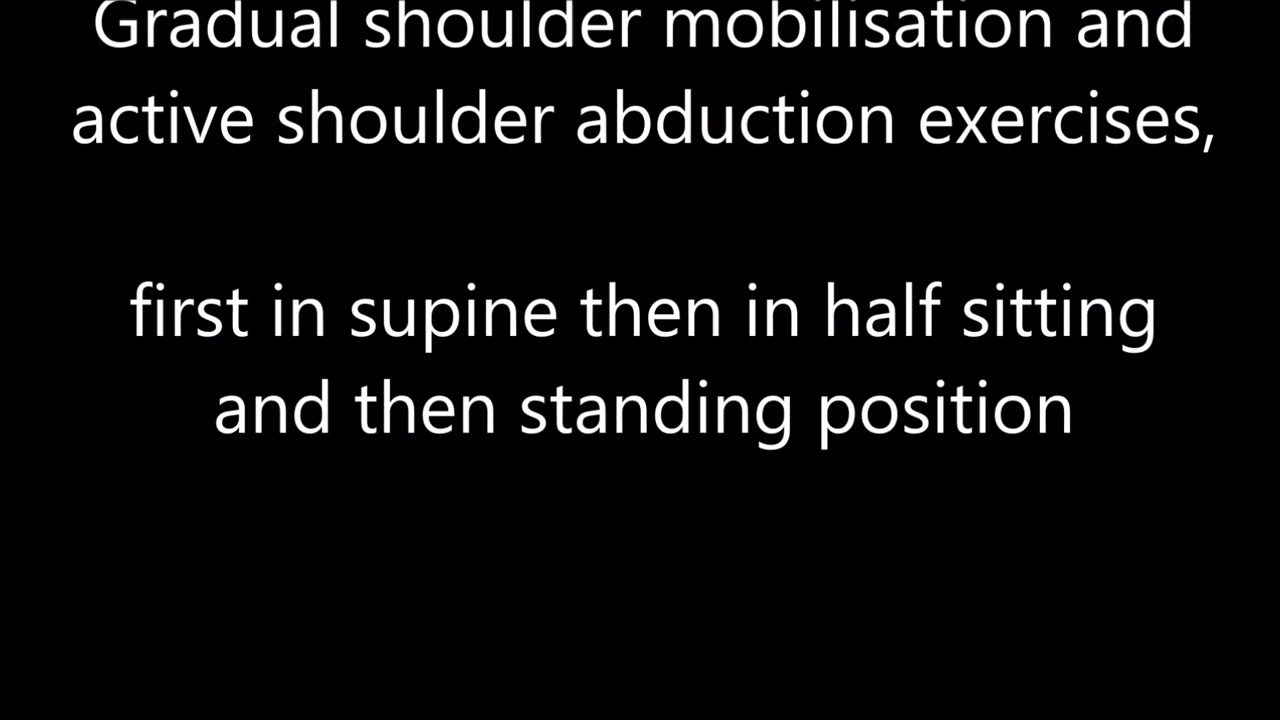 Gradual shoulder mobilisation and
active shoulder abduction exercises,
first in supine then in half sitting
and then standing position